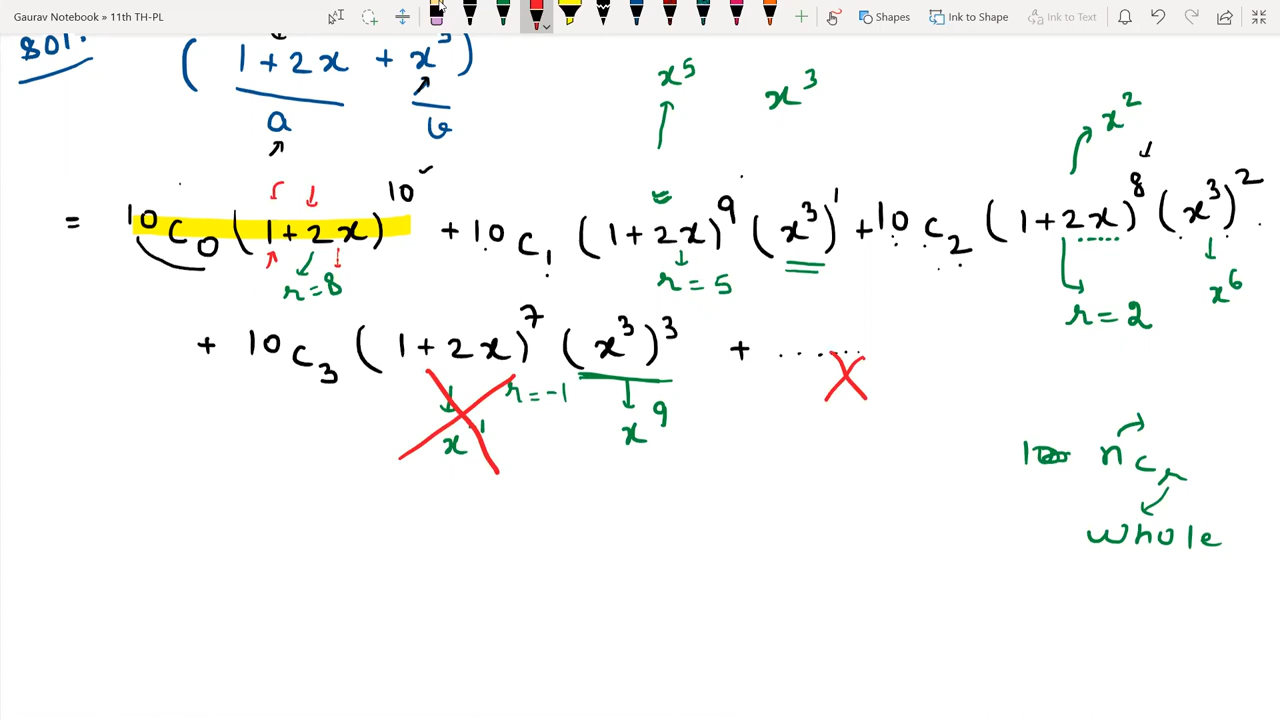 Gaurav Notebook » 11th TH-PL
Shapes
Ink to Shape
Ink to Text
sol.
(1+2x + x³)
a
b
x⁵
x³
x²
= ¹⁰C₀ (1+2x)¹⁰ + ¹⁰C₁ (1+2x)⁹ (x³)¹ + ¹⁰C₂ (1+2x)⁸ (x³)²
r=8
r=5
r=2
x⁶
+ ¹⁰C₃ (1+2x)⁷ (x³)³ + ......
r=-1
x⁻¹
x⁹
nCr
whole